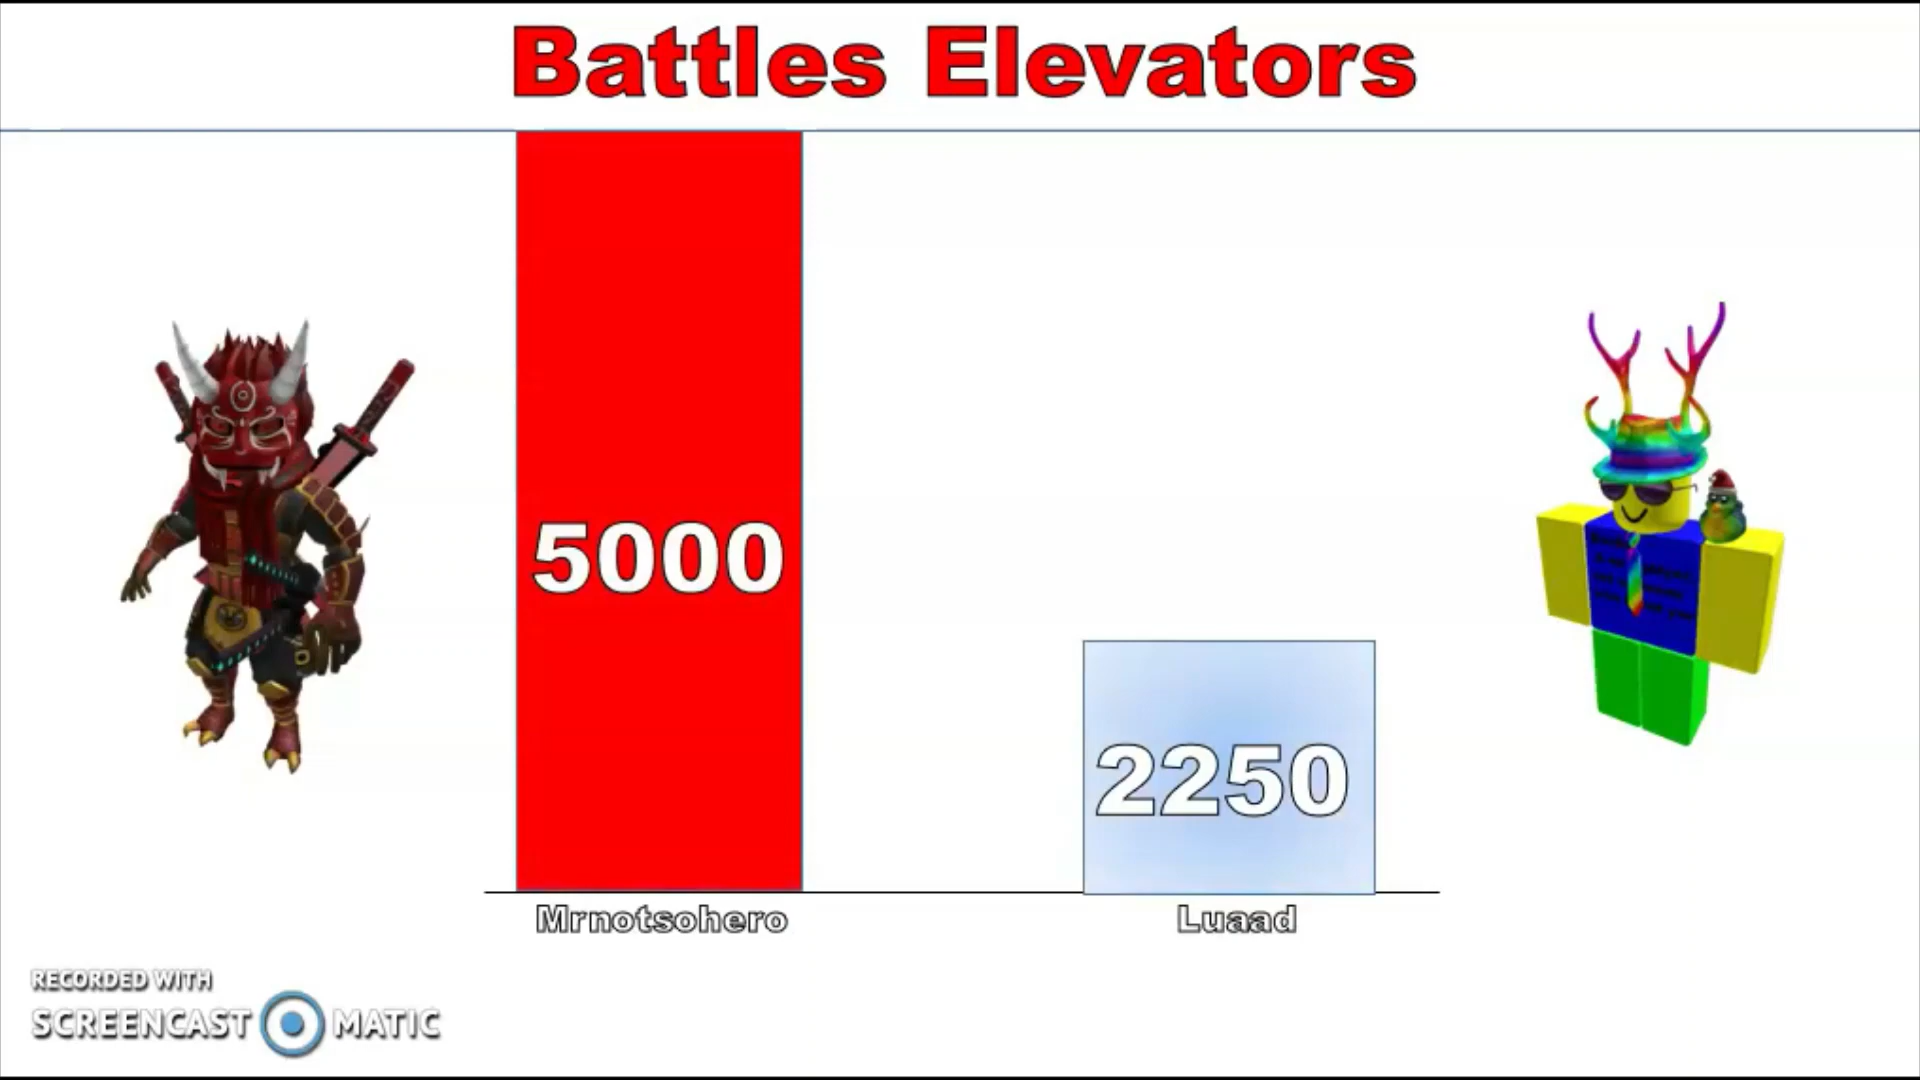 Battles Elevators
5000
2250
Mrnotsohero
Luaad
RECORDED WITH
SCREENCAST MATIC